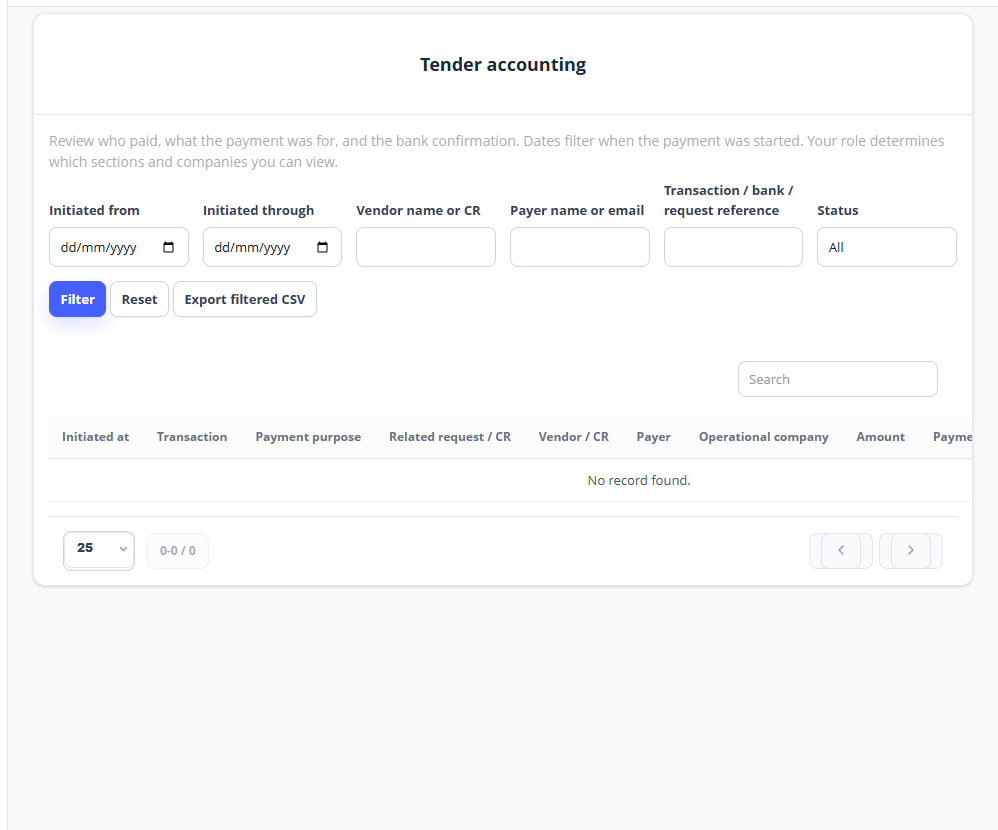 Tender accounting
Review who paid, what the payment was for, and the bank confirmation. Dates filter when the payment was started. Your role determines
which sections and companies you can view.
Initiated from
Initiated through
Vendor name or CR
Payer name or email
Transaction / bank /
request reference
Status
dd/mm/yyyy
dd/mm/yyyy
All
Filter
Reset
Export filtered CSV
Search
Initiated at
Transaction
Payment purpose
Related request / CR
Vendor / CR
Payer
Operational company
Amount
Payme
No record found.
25
0-0 / 0